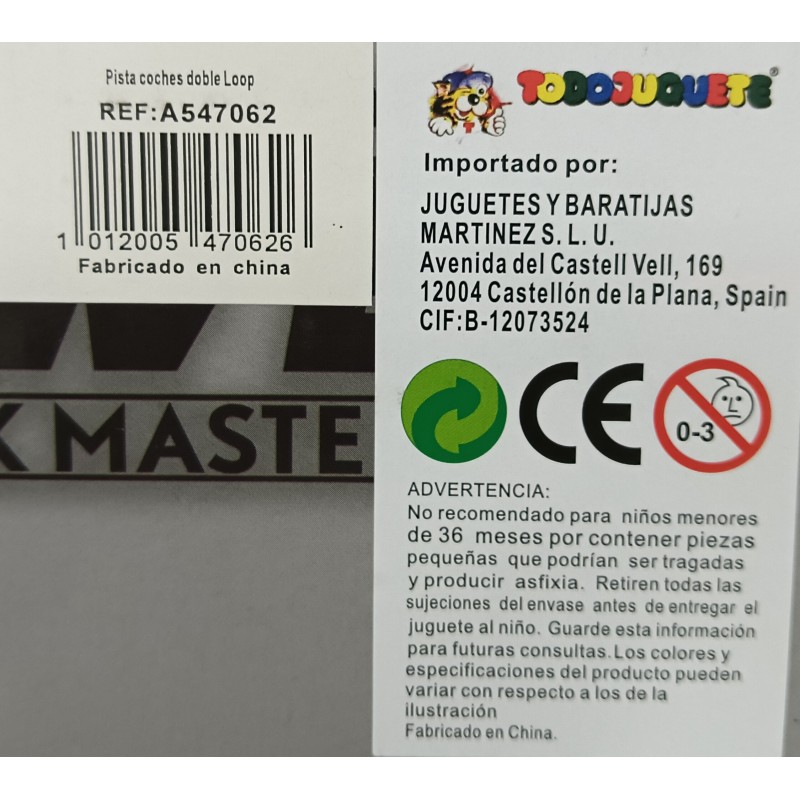 Pista coches doble Loop
REF:A547062
1 012005 470626
Fabricado en china
K MASTE
TODOJUGUETE®
T
Importado por:
JUGUETES Y BARATIJAS
MARTINEZ S. L. U.
Avenida del Castell Vell, 169
12004 Castellón de la Plana, Spain
CIF:B-12073524
CE
0-3
ADVERTENCIA:
No recomendado para niños menores
de 36 meses por contener piezas
pequeñas que podrían ser tragadas
y producir asfixia. Retiren todas las
sujeciones del envase antes de entregar el
juguete al niño. Guarde esta información
para futuras consultas. Los colores y
especificaciones del producto pueden
variar con respecto a los de la
ilustración
Fabricado en China.